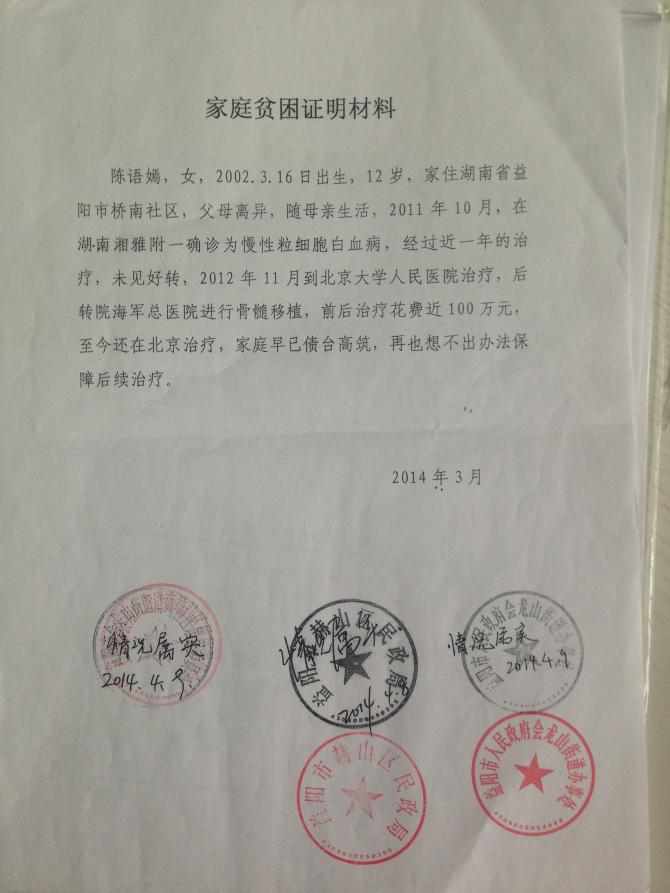 家庭贫困证明材料
陈语嫣，女，2002.3.16日出生，12岁，家住湖南省益
阳市桥南社区，父母离异，随母亲生活，2011年10月，在
湖南湘雅附一确诊为慢性粒细胞白血病，经过近一年的治
疗，未见好转，2012年11月到北京大学人民医院治疗，后
转院海军总医院进行骨髓移植，前后治疗花费近100万元，
至今还在北京治疗，家庭早已债台高筑，再也想不出办法保
障后续治疗。
2014年3月
情况属实
2014.4.9.
益阳市赫山区民政局
情况属实
2014.4.9
益阳市赫山区民政局
益阳市人民政府会龙山街道办事处